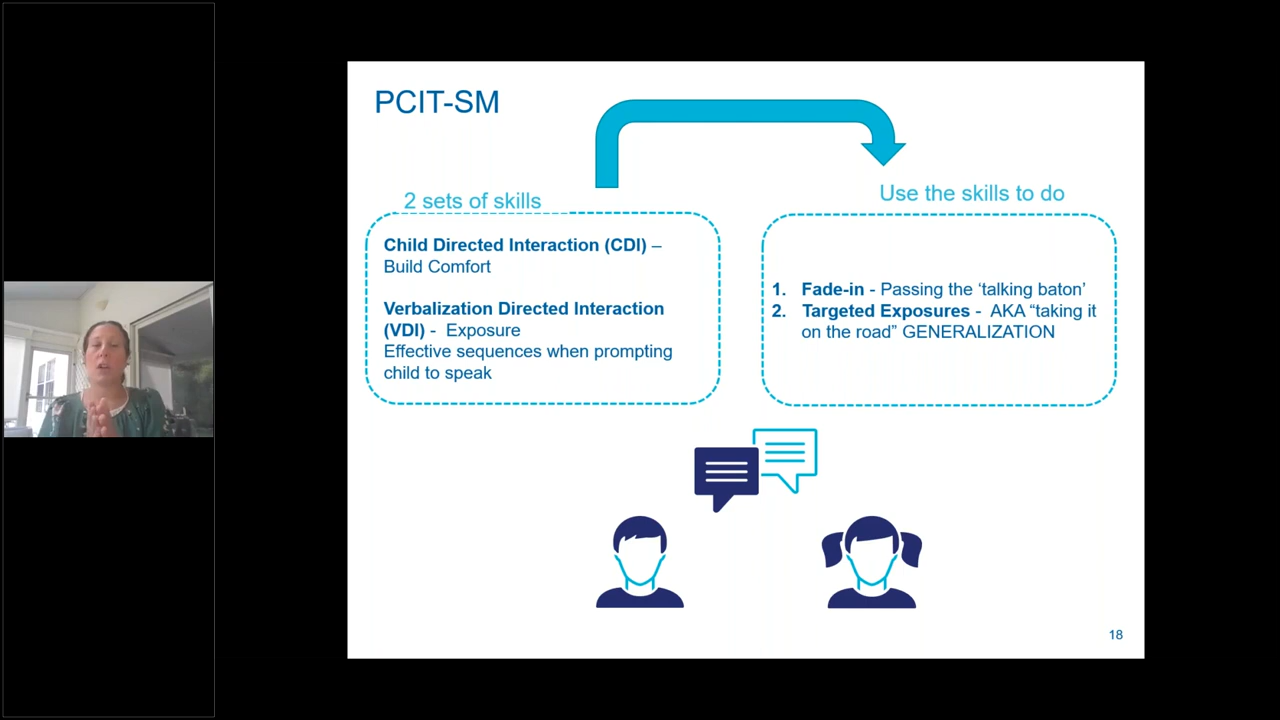 PCIT-SM
2 sets of skills
Child Directed Interaction (CDI) –
Build Comfort
Verbalization Directed Interaction
(VDI) - Exposure
Effective sequences when prompting
child to speak
Use the skills to do
1. Fade-in - Passing the ‘talking baton’
2. Targeted Exposures - AKA “taking it
on the road” GENERALIZATION
18